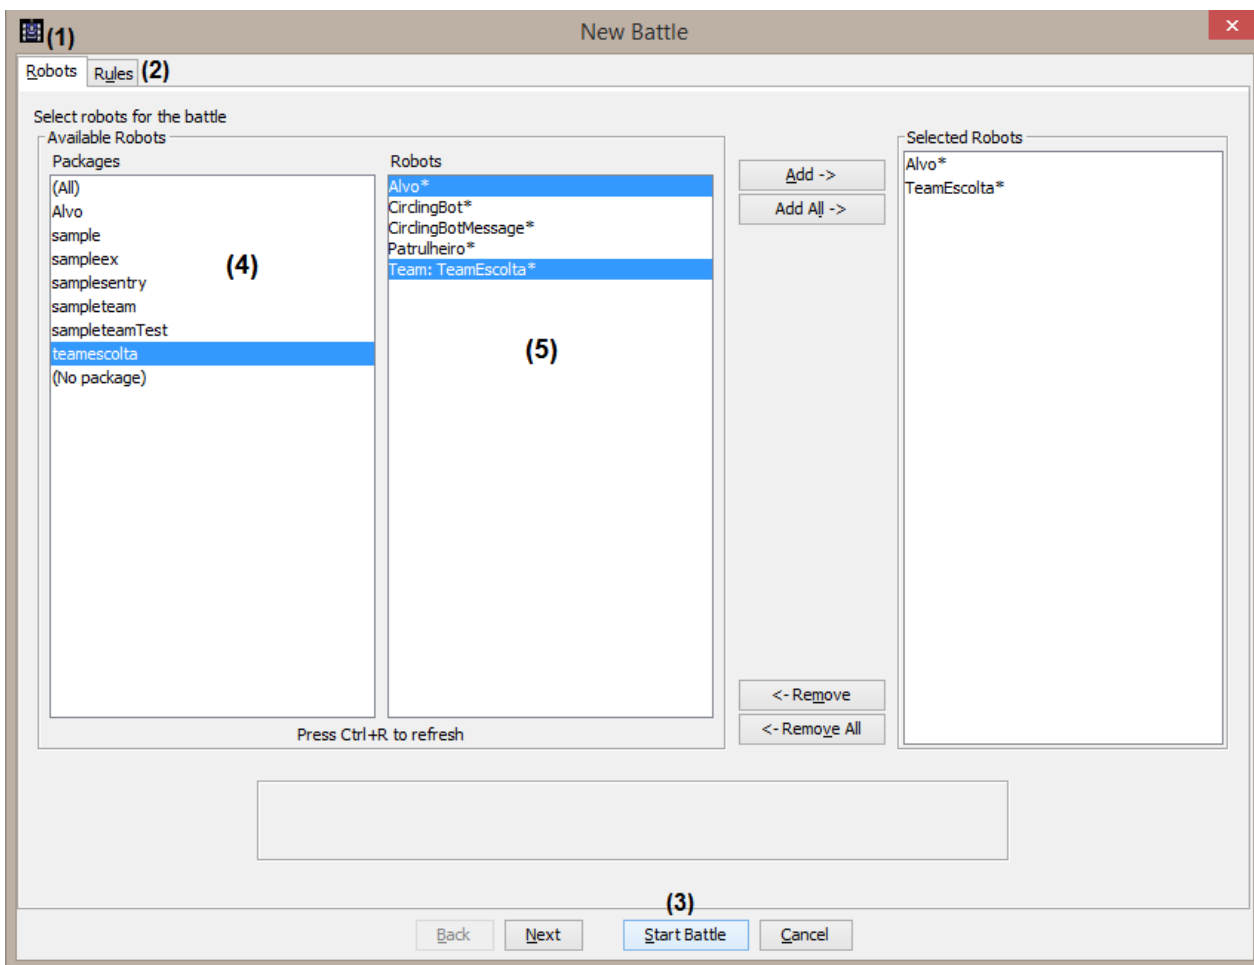 (1)
New Battle
Robots
Rules
(2)
Select robots for the battle
Available Robots
Packages
(All)
Alvo
sample
sampleex
samplesentry
sampleteam
sampleteamTest
teamescolta
(No package)
(4)
Robots
Alvo*
CirclingBot*
CirclingBotMessage*
Patrulheiro*
Team: TeamEscolta*
(5)
Press Ctrl+R to refresh
Add ->
Add All ->
<- Remove
<- Remove All
Selected Robots
Alvo*
TeamEscolta*
(3)
Back
Next
Start Battle
Cancel